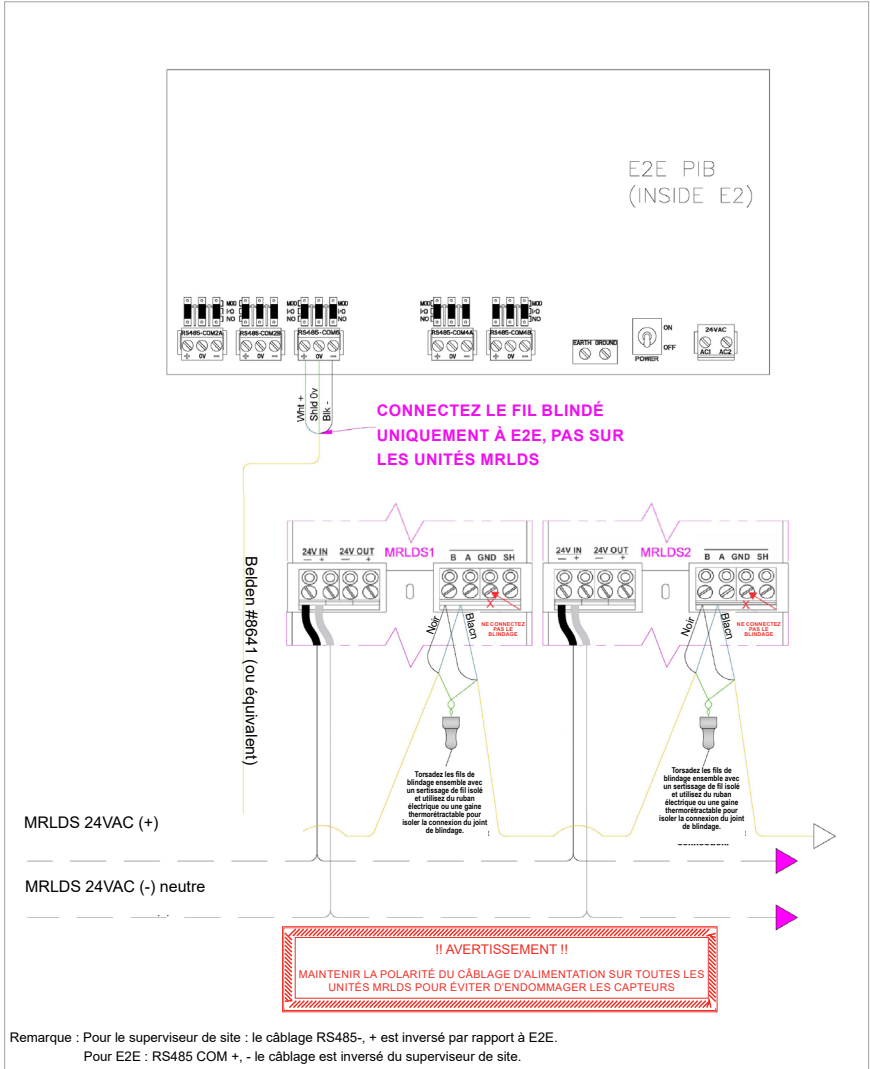 E2E PIB
(INSIDE E2)
MOD
I·O
NO
MOD
I·O
NO
MOD
I·O
NO
MOD
I·O
NO
RS485-COM2A
RS485-COM2B
RS485-COM6
RS485-COM4A
RS485-COM4B
+ 0V −
+ 0V −
+ 0V −
+ 0V −
+ 0V −
EARTH GROUND
ON
OFF
POWER
24VAC
AC1 AC2
Wht +
Shld 0v
Blk -
CONNECTEZ LE FIL BLINDÉ
UNIQUEMENT À E2E, PAS SUR
LES UNITÉS MRLDS
24V IN 24V OUT MRLDS1 B A GND SH
− + − +
24V IN 24V OUT MRLDS2 B A GND SH
− + − +
X
NE CONNECTEZ
PAS LE
BLINDAGE
X
NE CONNECTEZ
PAS LE
BLINDAGE
Noir
Blacn
Noir
Blacn
Belden #8641 (ou équivalent)
Torsadez les fils de
blindage ensemble avec
un sertissage de fil isolé
et utilisez du ruban
électrique ou une gaine
thermorétractable pour
isoler la connexion du joint
de blindage.
Torsadez les fils de
blindage ensemble avec
un sertissage de fil isolé
et utilisez du ruban
électrique ou une gaine
thermorétractable pour
isoler la connexion du joint
de blindage.
MRLDS 24VAC (+)
MRLDS 24VAC (-) neutre
!! AVERTISSEMENT !!
MAINTENIR LA POLARITÉ DU CÂBLAGE D'ALIMENTATION SUR TOUTES LES
UNITÉS MRLDS POUR ÉVITER D'ENDOMMAGER LES CAPTEURS
Remarque : Pour le superviseur de site : le câblage RS485-, + est inversé par rapport à E2E.
Pour E2E : RS485 COM +, - le câblage est inversé du superviseur de site.